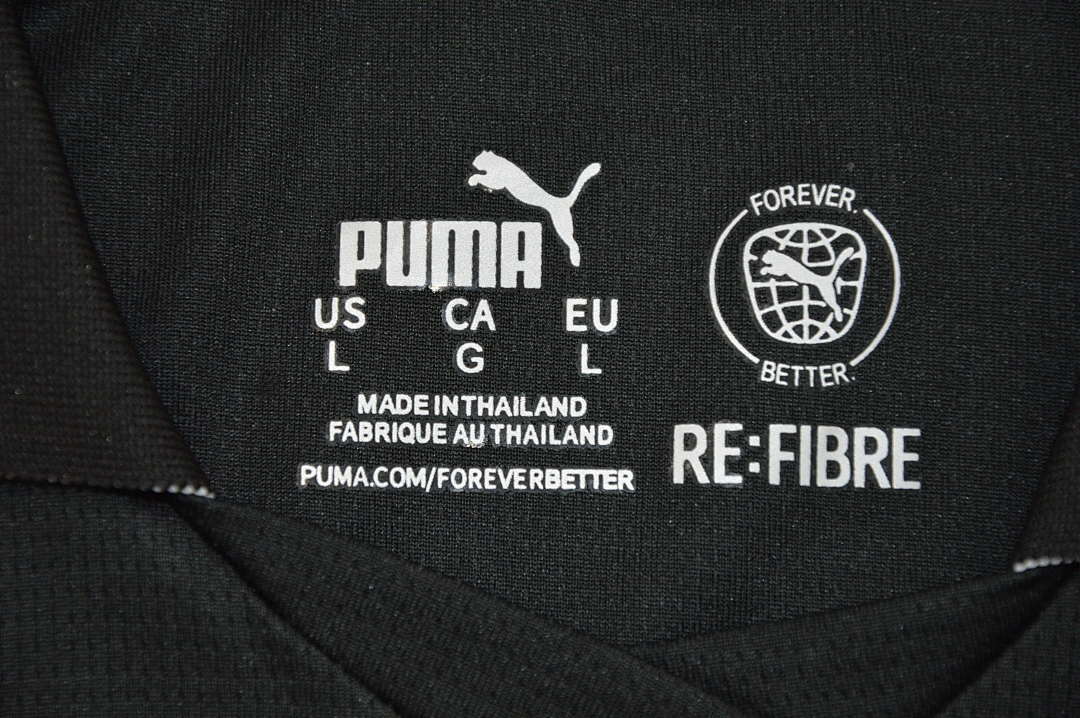 PUMA
US CA EU
L G L
MADE IN THAILAND
FABRIQUE AU THAILAND
PUMA.COM/FOREVERBETTER
FOREVER.
BETTER.
RE:FIBRE